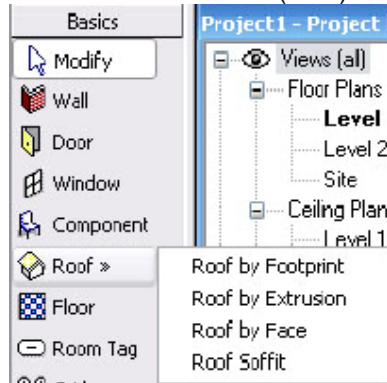 Basics
Modify
Wall
Door
Window
Component
Roof »
Floor
Room Tag
Project1 - Project
Views (all)
Floor Plans
Level
Level 2
Site
Ceiling Plan
Level 1
Roof by Footprint
Roof by Extrusion
Roof by Face
Roof Soffit